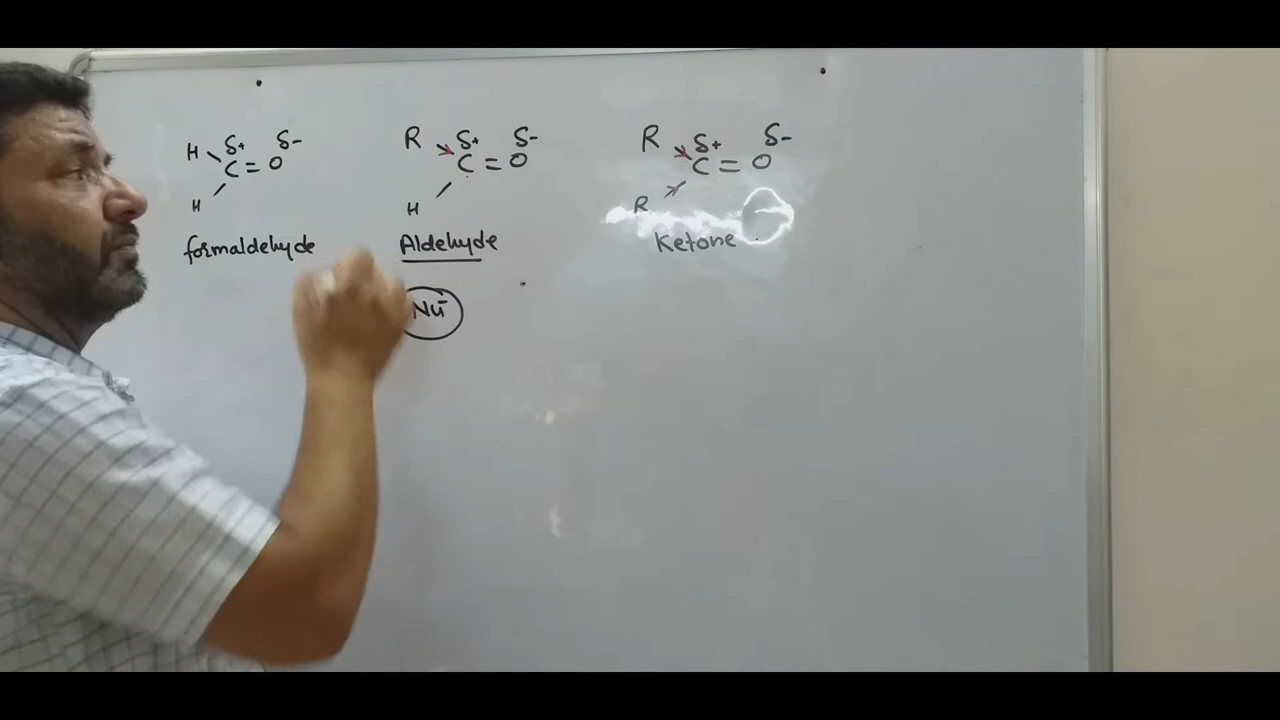 H δ+ δ- R δ+ δ- R δ+ δ-
C = O C = O C = O
H H R
formaldehyde Aldehyde Ketone
Nu-